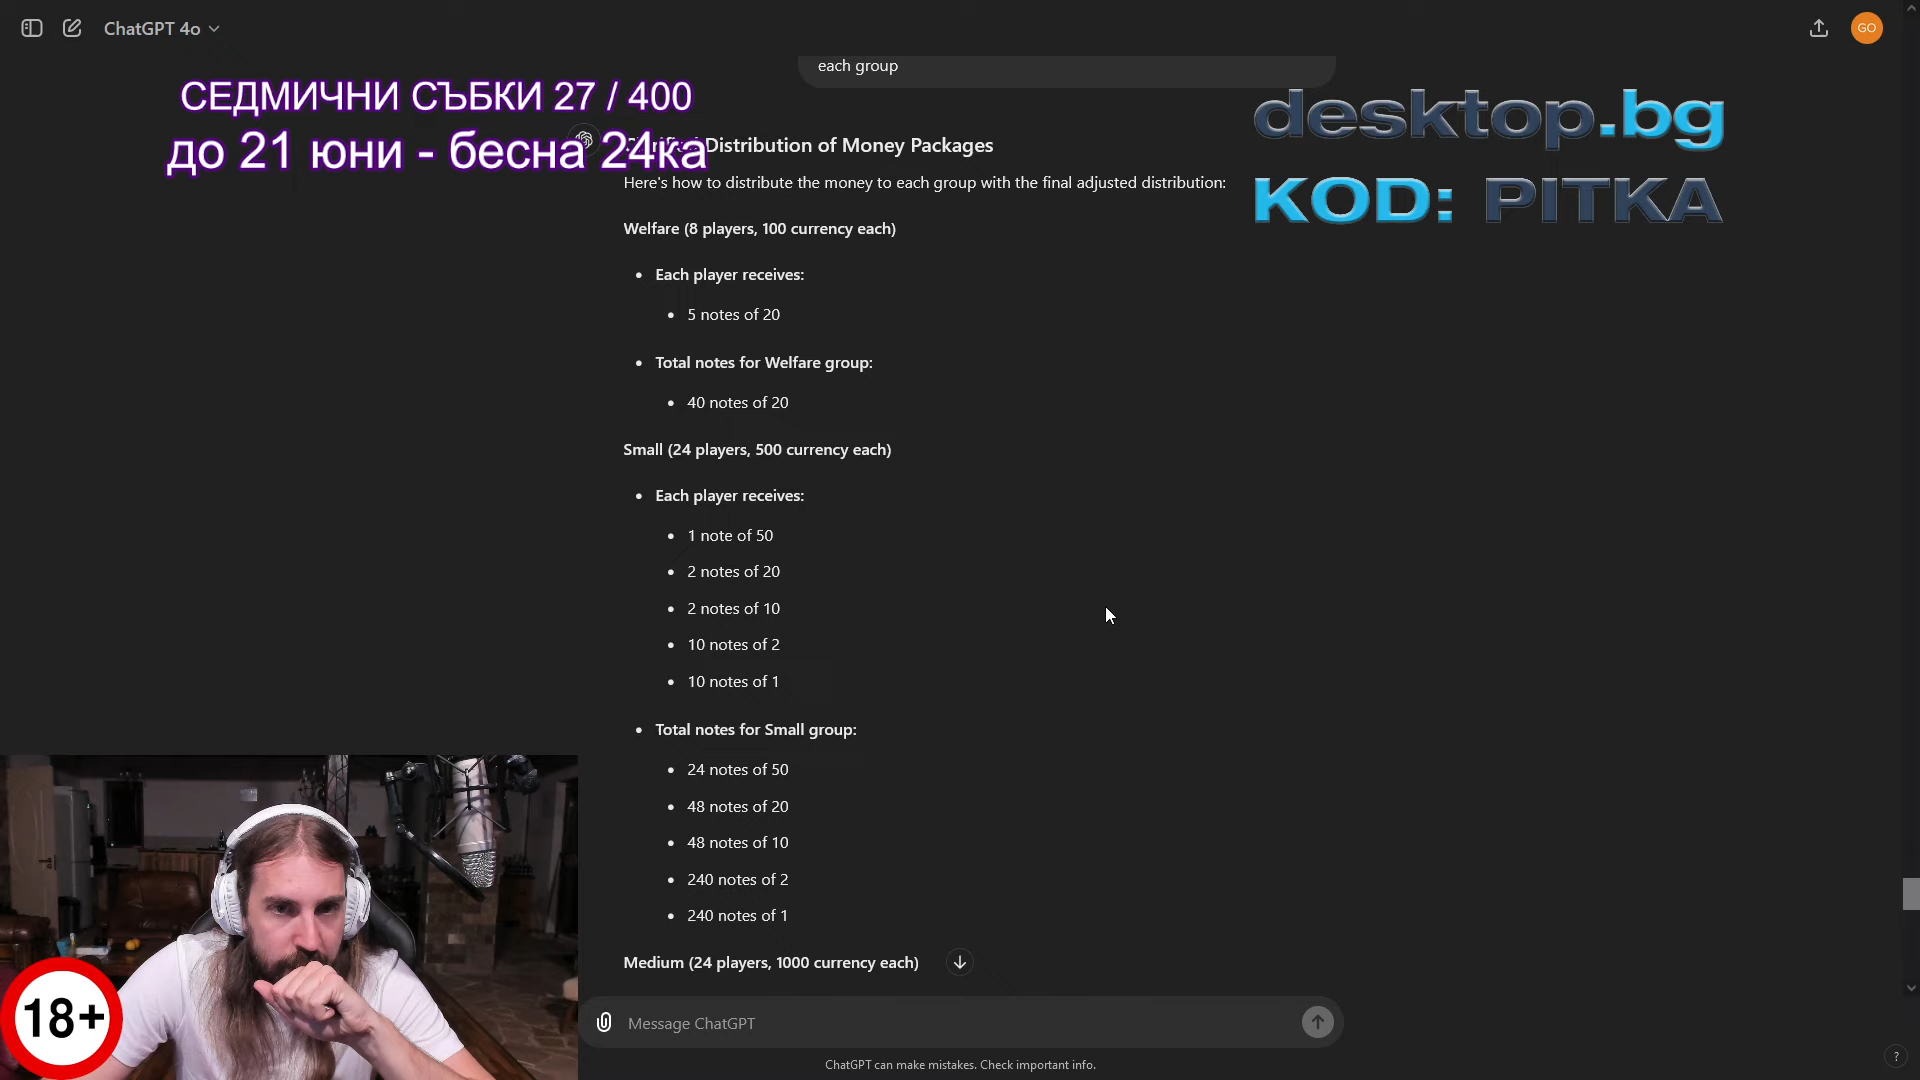 ChatGPT 4o
GO
each group
СЕДМИЧНИ СЪБКИ 27 / 400
до 21 юни - бесна 24ка
desktop.bg
KOD: PITKA
Distribution of Money Packages
Here's how to distribute the money to each group with the final adjusted distribution:
Welfare (8 players, 100 currency each)
Each player receives:
5 notes of 20
Total notes for Welfare group:
40 notes of 20
Small (24 players, 500 currency each)
Each player receives:
1 note of 50
2 notes of 20
2 notes of 10
10 notes of 2
10 notes of 1
Total notes for Small group:
24 notes of 50
48 notes of 20
48 notes of 10
240 notes of 2
240 notes of 1
Medium (24 players, 1000 currency each)
18+
Message ChatGPT
ChatGPT can make mistakes. Check important info.
?